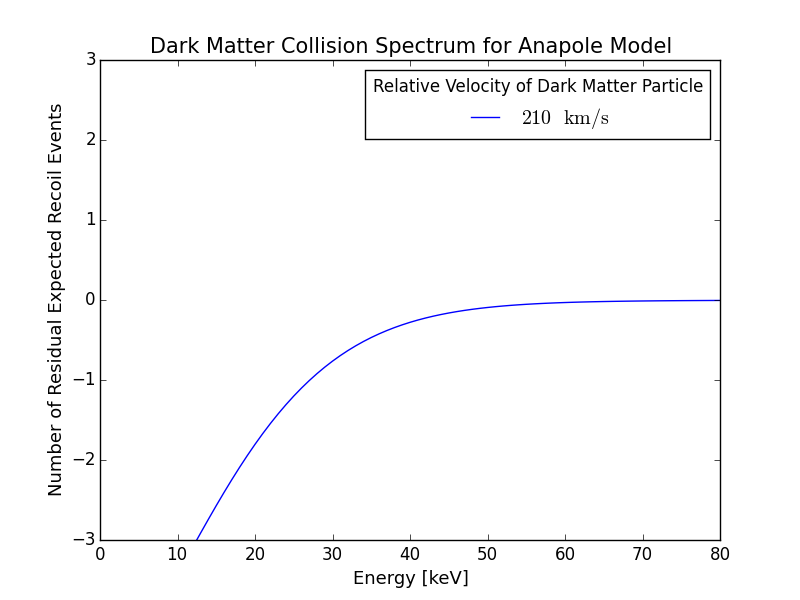 Dark Matter Collision Spectrum for Anapole Model
Relative Velocity of Dark Matter Particle
210 km/s
Number of Residual Expected Recoil Events
3
2
1
0
−1
−2
−3
0 10 20 30 40 50 60 70 80
Energy [keV]